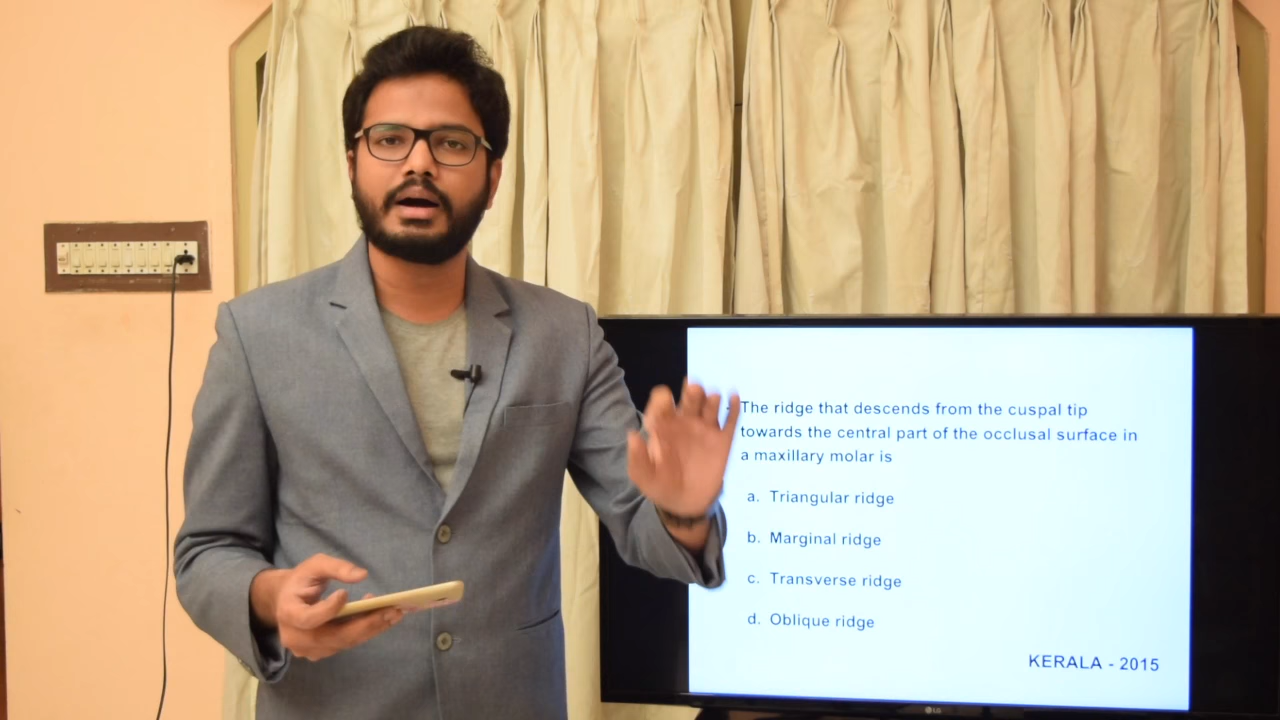 The ridge that descends from the cuspal tip
towards the central part of the occlusal surface in
a maxillary molar is
a. Triangular ridge
b. Marginal ridge
c. Transverse ridge
d. Oblique ridge
KERALA - 2015
LG